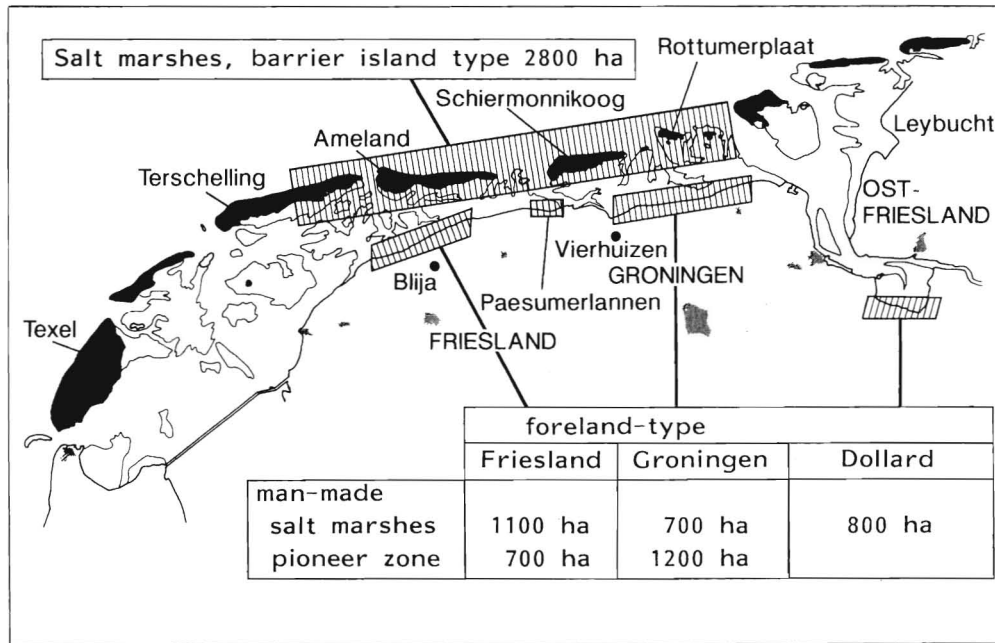 Salt marshes, barrier island type 2800 ha
Rottumerplaat
Schiermonnikoog
Ameland
Leybucht
Terschelling
OST-
FRIESLAND
Vierhuizen
Blija
GRONINGEN
Paesumerlannen
Texel
FRIESLAND
foreland-type
Friesland Groningen Dollard
man-made
salt marshes 1100 ha 700 ha 800 ha
pioneer zone 700 ha 1200 ha